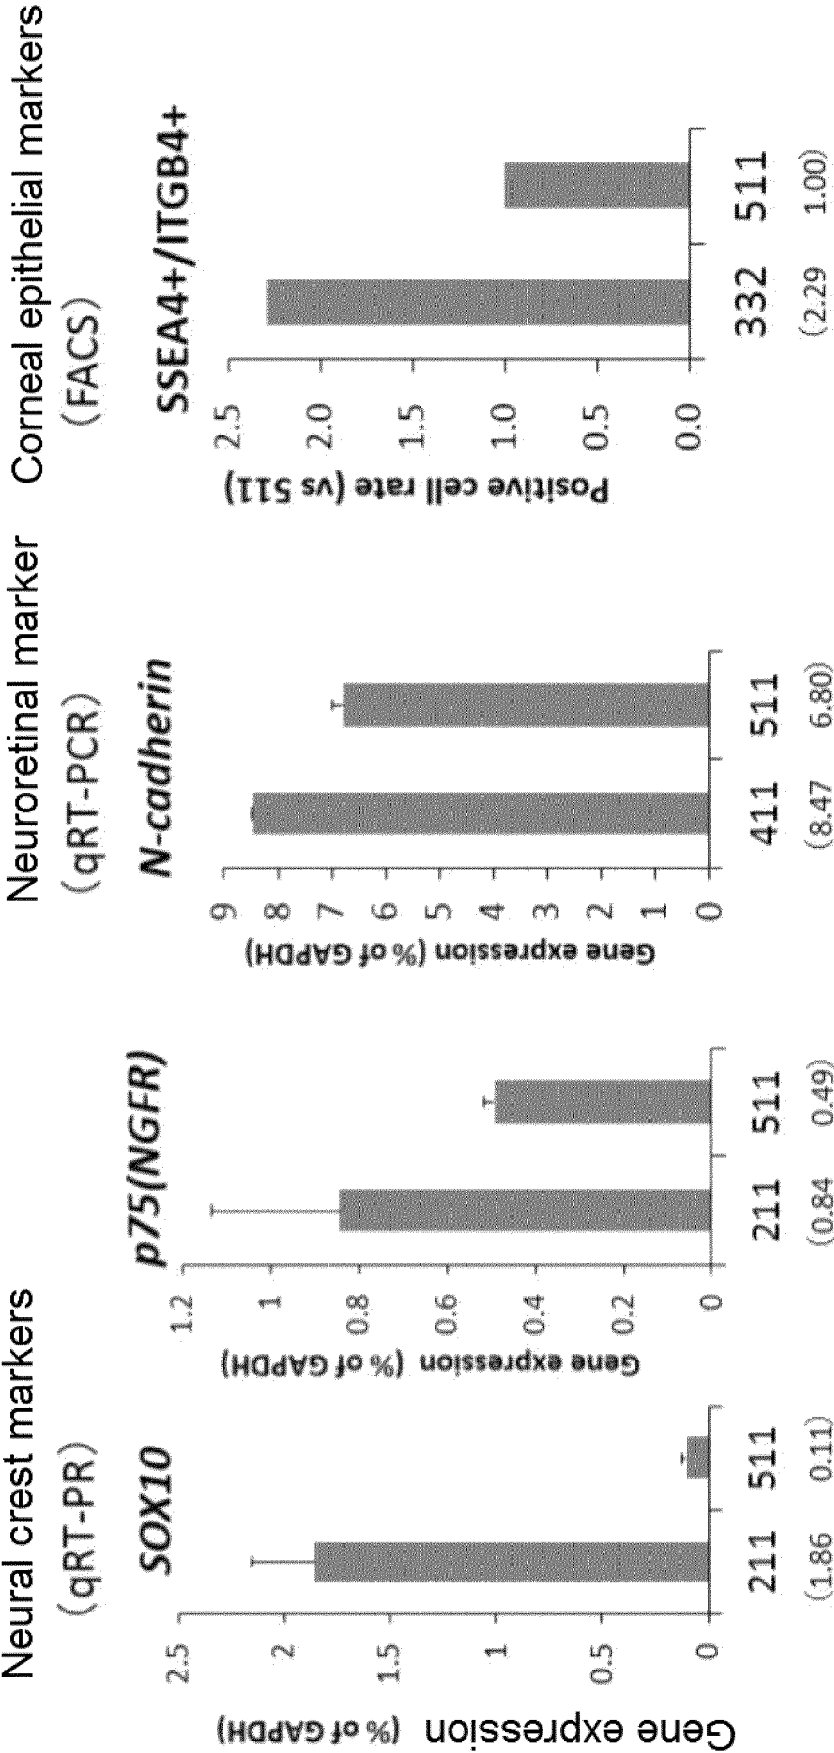 Neural crest markers
(qRT-PR)
SOX10
Gene expression (% of GAPDH)
2.5
2
1.5
1
0.5
0
211 511
(1.86 0.11)
p75(NGFR)
Gene expression (% of GAPDH)
1.2
1
0.8
0.6
0.4
0.2
0
211 511
(0.84 0.49)
Neuroretinal marker
(qRT-PCR)
N-cadherin
Gene expression (% of GAPDH)
9
8
7
6
5
4
3
2
1
0
411 511
(8.47 6.80)
Corneal epithelial markers
(FACS)
SSEA4+/ITGB4+
Positive cell rate (vs 511)
2.5
2.0
1.5
1.0
0.5
0.0
332 511
(2.29 1.00)